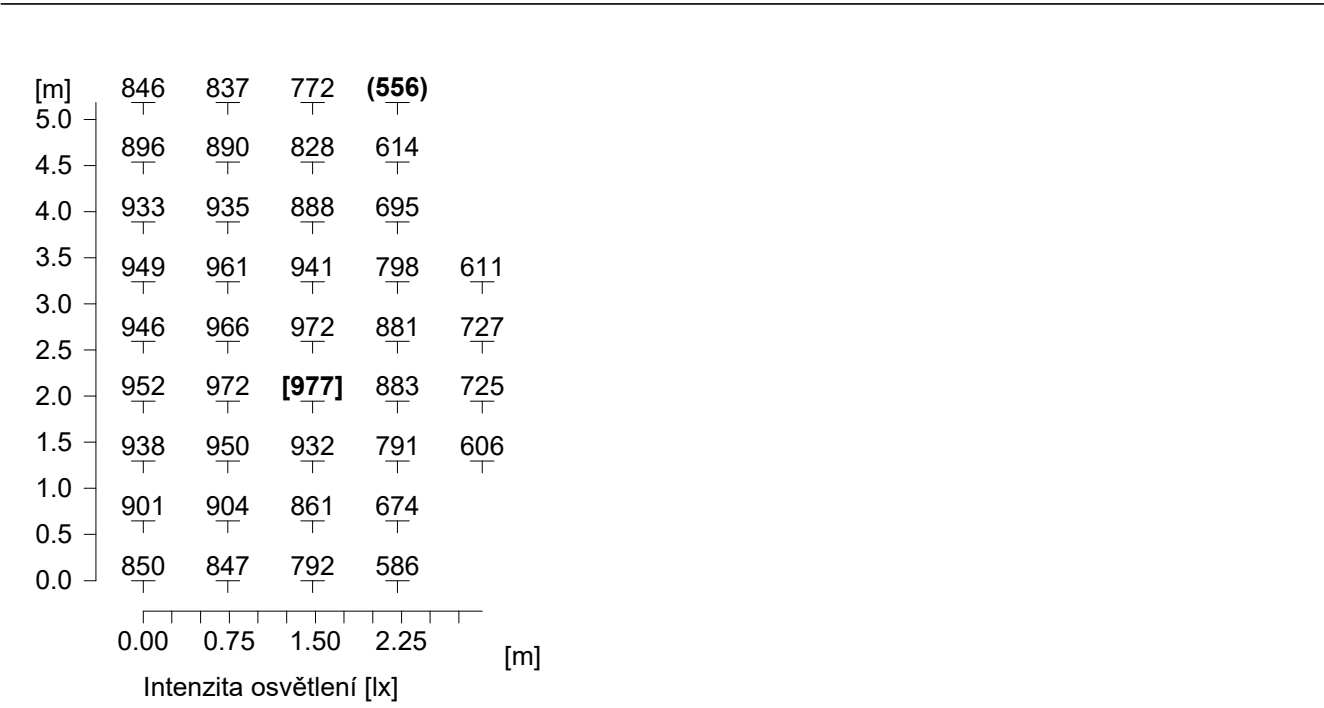 [m] 846 837 772 (556)
5.0
896 890 828 614
4.5
4.0 933 935 888 695
3.5
949 961 941 798 611
3.0
946 966 972 881 727
2.5
2.0 952 972 [977] 883 725
1.5 938 950 932 791 606
1.0
901 904 861 674
0.5
0.0 850 847 792 586
0.00 0.75 1.50 2.25
[m]
Intenzita osvětlení [lx]